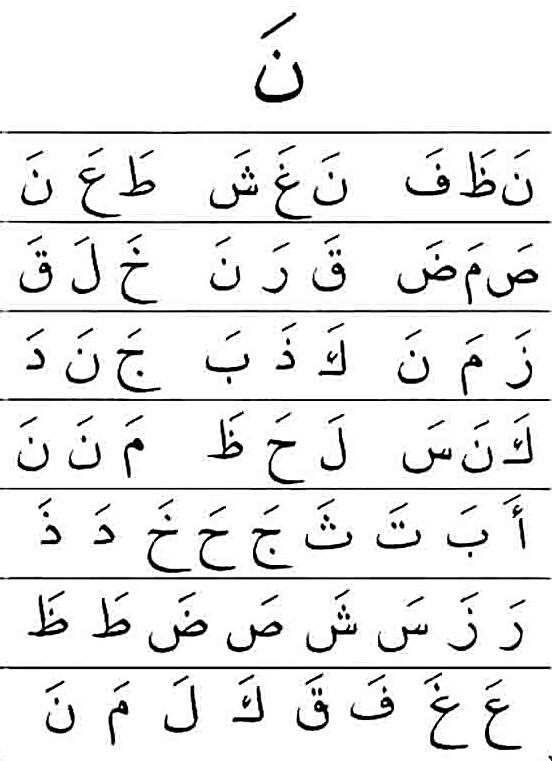 نَ
نَ ظَ فَ نَ غَ شَ طَ عَ نَ
صَ مَ ضَ قَ رَ نَ خَ لَ قَ
زَ مَ نَ كَ ذَ بَ جَ نَ دَ
كَ نَ سَ لَ حَ ظَ مَ نَ نَ
أَ بَ تَ ثَ جَ حَ خَ دَ ذَ
رَ زَ سَ شَ صَ ضَ طَ ظَ
عَ غَ فَ قَ كَ لَ مَ نَ